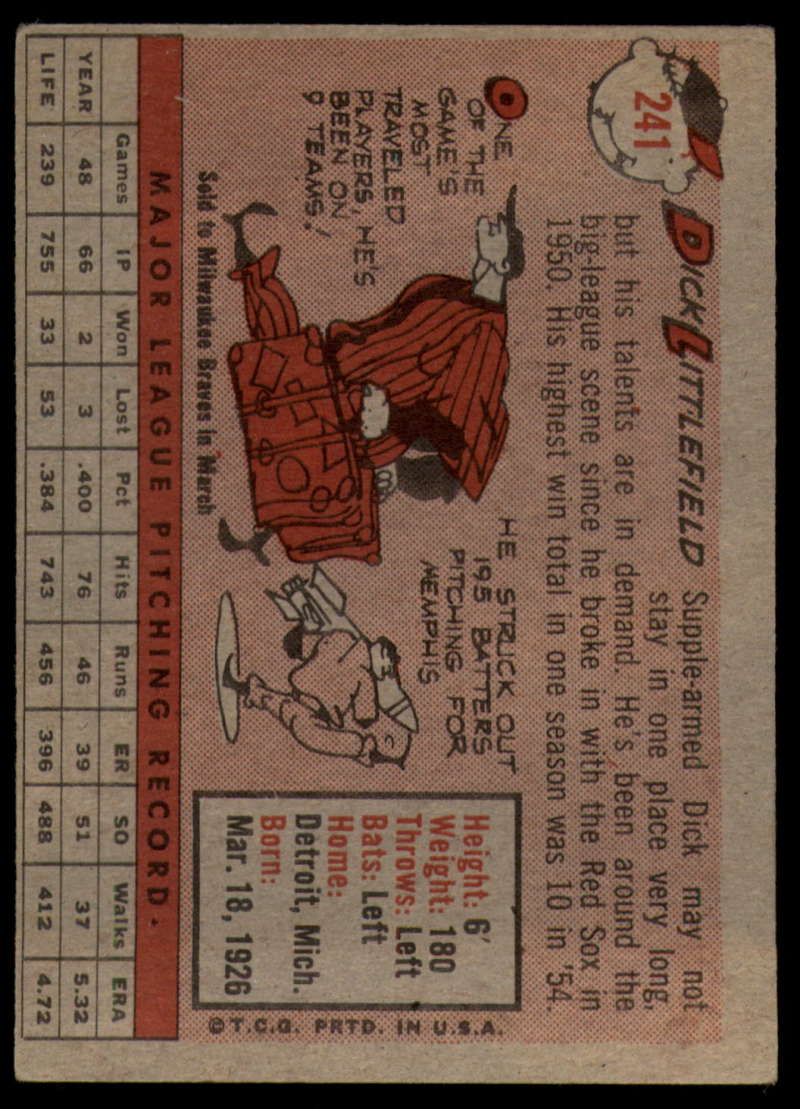 241
DICK LITTLEFIELD
Supple-armed Dick may not
stay in one place very long,
but his talents are in demand. He's been around the
big-league scene since he broke in with the Red Sox in
1950. His highest win total in one season was 10 in '54.
ONE
OF THE
GAME'S
MOST
TRAVELED
PLAYERS, HE'S
BEEN ON
9 TEAMS!
Sold to Milwaukee Braves in March
HE STRUCK OUT
195 BATTERS
PITCHING FOR
MEMPHIS
Height: 6'
Weight: 180
Throws: Left
Bats: Left
Home:
Detroit, Mich.
Born:
Mar. 18, 1926
©T.C.G. PRTD. IN U.S.A.
MAJOR LEAGUE PITCHING RECORD
Games IP Won Lost Pct Hits Runs ER SO Walks ERA
YEAR 48 66 2 3 .400 76 46 39 51 37 5.32
LIFE 239 755 33 53 .384 743 456 396 488 412 4.72